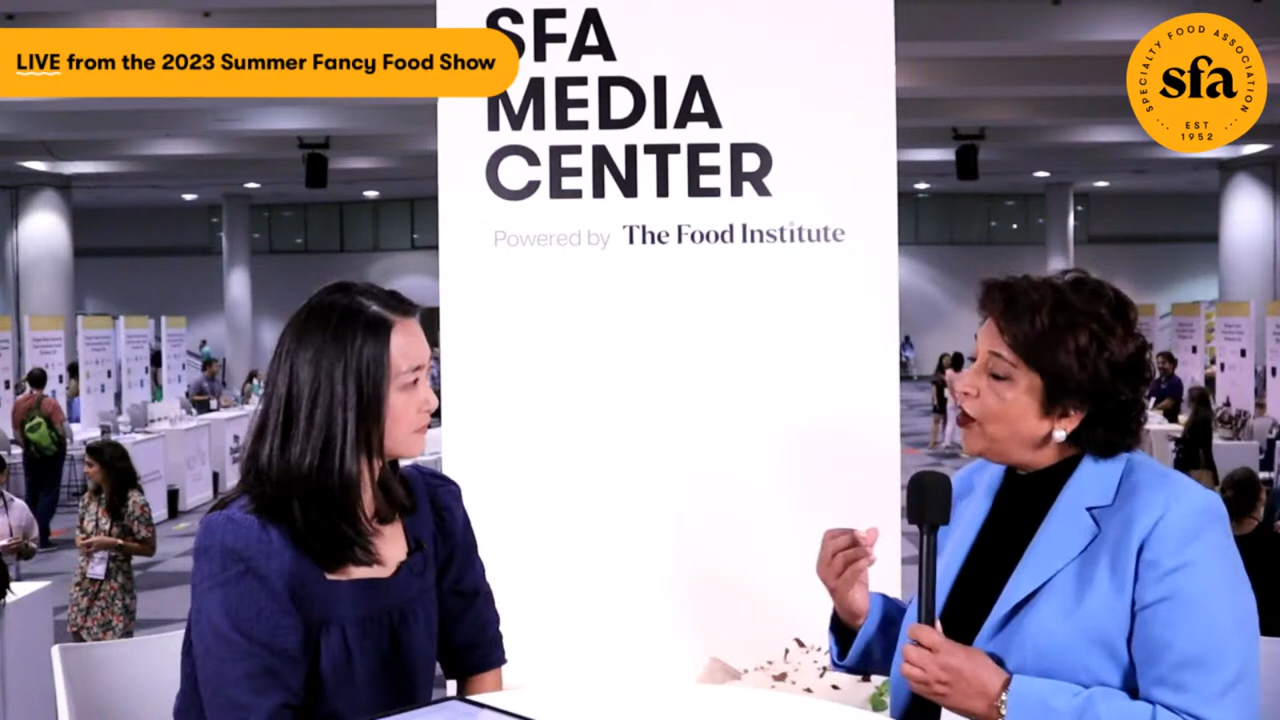 LIVE from the 2023 Summer Fancy Food Show
SFA
MEDIA
CENTER
Powered by The Food Institute
SPECIALTY FOOD ASSOCIATION
sfa
EST
1952